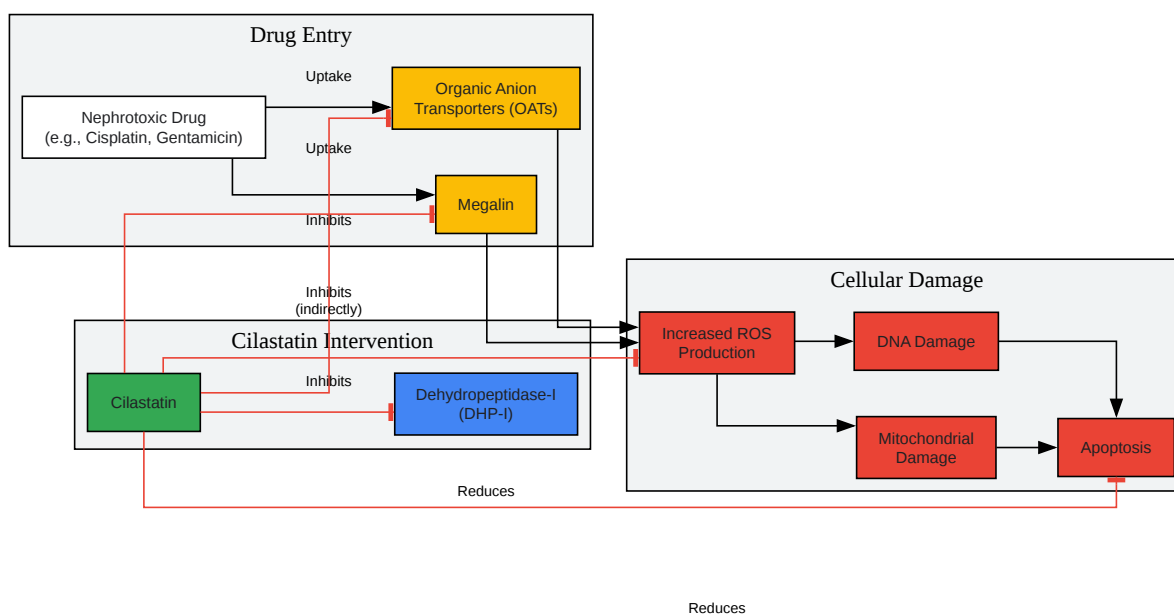 Drug Entry
Uptake
Organic Anion
Transporters (OATs)
Nephrotoxic Drug
(e.g., Cisplatin, Gentamicin)
Uptake
Megalin
Inhibits
Cellular Damage
Inhibits
(indirectly)
Cilastatin Intervention
Increased ROS
Production
DNA Damage
Inhibits
Dehydropeptidase-I
(DHP-I)
Cilastatin
Mitochondrial
Damage
Apoptosis
Reduces
Reduces